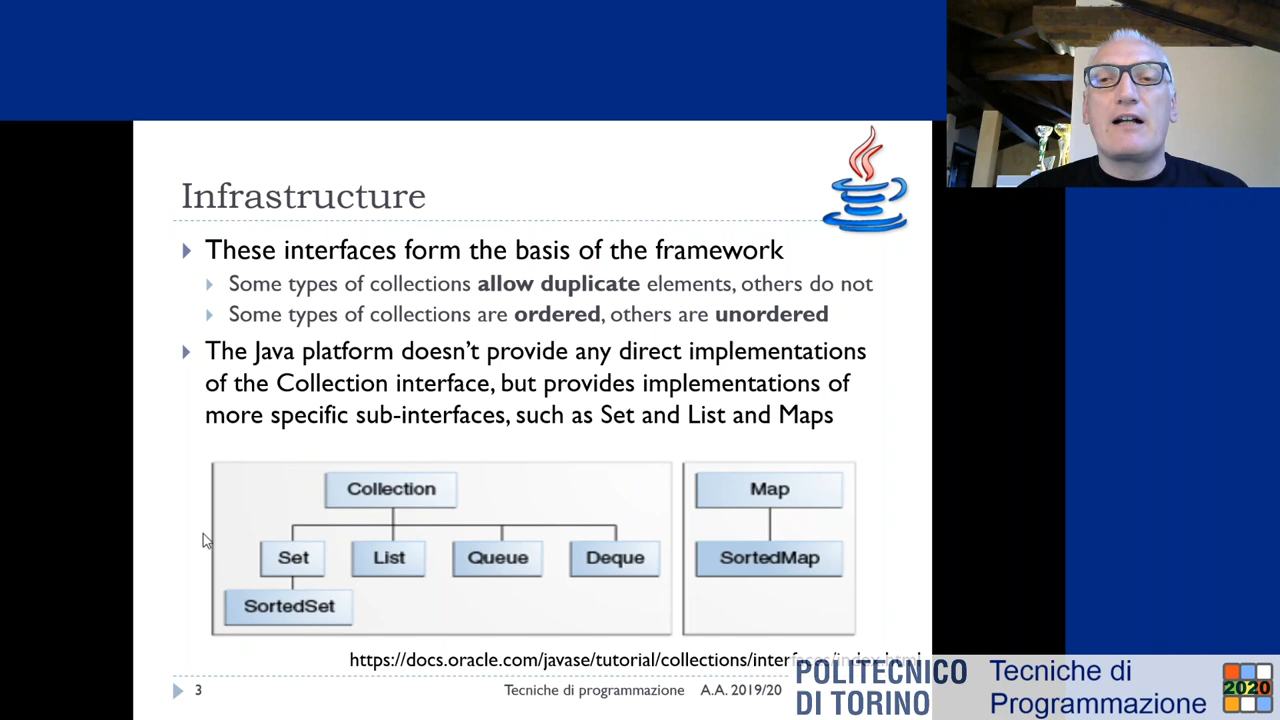 Infrastructure
These interfaces form the basis of the framework
Some types of collections allow duplicate elements, others do not
Some types of collections are ordered, others are unordered
The Java platform doesn't provide any direct implementations
of the Collection interface, but provides implementations of
more specific sub-interfaces, such as Set and List and Maps
Collection
Map
Set
List
Queue
Deque
SortedMap
SortedSet
https://docs.oracle.com/javase/tutorial/collections/interfaces/index.html
3
Tecniche di programmazione
A.A. 2019/20
POLITECNICO
DI TORINO
Tecniche di
Programmazione
2020